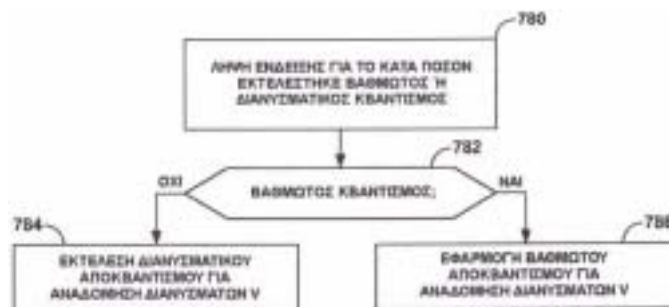 780
ΛΗΨΗ ΕΝΔΕΙΞΗΣ ΓΙΑ ΤΟ ΚΑΤΑ ΠΟΣΟΝ
ΕΚΤΕΛΕΣΤΗΚΕ ΒΑΘΜΩΤΟΣ Ή
ΔΙΑΝΥΣΜΑΤΙΚΟΣ ΚΒΑΝΤΙΣΜΟΣ
782
ΟΧΙ
ΒΑΘΜΩΤΟΣ ΚΒΑΝΤΙΣΜΟΣ;
ΝΑΙ
784
ΕΚΤΕΛΕΣΗ ΔΙΑΝΥΣΜΑΤΙΚΟΥ
ΑΠΟΚΒΑΝΤΙΣΜΟΥ ΓΙΑ
ΑΝΑΔΟΜΗΣΗ ΔΙΑΝΥΣΜΑΤΩΝ V
ΕΦΑΡΜΟΓΗ ΒΑΘΜΩΤΟΥ
ΑΠΟΚΒΑΝΤΙΣΜΟΥ ΓΙΑ
ΑΝΑΔΟΜΗΣΗ ΔΙΑΝΥΣΜΑΤΩΝ V